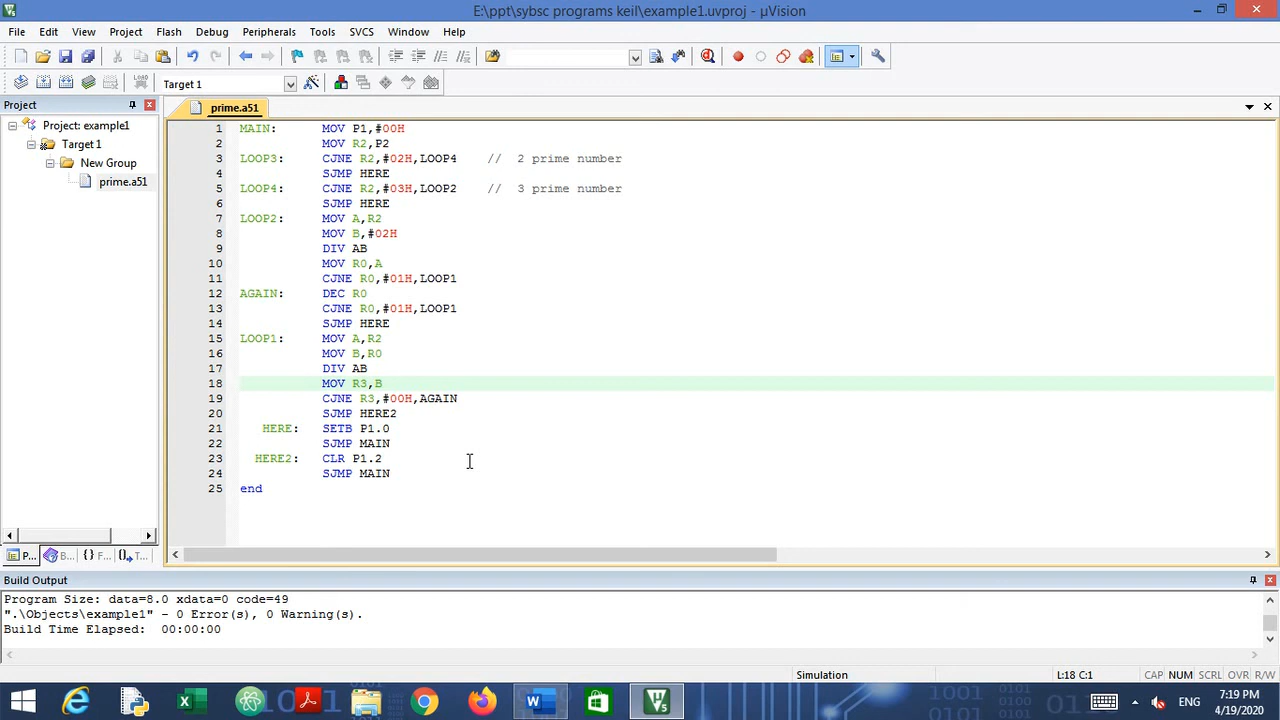 E:\ppt\sybsc programs keil\example1.uvproj - µVision
File Edit View Project Flash Debug Peripherals Tools SVCS Window Help
Target 1
Project
prime.a51
Project: example1
Target 1
New Group
prime.a51
1 MAIN: MOV P1,#00H
2 MOV R2,P2
3 LOOP3: CJNE R2,#02H,LOOP4 // 2 prime number
4 SJMP HERE
5 LOOP4: CJNE R2,#03H,LOOP2 // 3 prime number
6 SJMP HERE
7 LOOP2: MOV A,R2
8 MOV B,#02H
9 DIV AB
10 MOV R0,A
11 CJNE R0,#01H,LOOP1
12 AGAIN: DEC R0
13 CJNE R0,#01H,LOOP1
14 SJMP HERE
15 LOOP1: MOV A,R2
16 MOV B,R0
17 DIV AB
18 MOV R3,B
19 CJNE R3,#00H,AGAIN
20 SJMP HERE2
21 HERE: SETB P1.0
22 SJMP MAIN
23 HERE2: CLR P1.2
24 SJMP MAIN
25 end
P... B... {} F... T...
Build Output
Program Size: data=8.0 xdata=0 code=49
".\Objects\example1" - 0 Error(s), 0 Warning(s).
Build Time Elapsed: 00:00:00
Simulation L:18 C:1 CAP NUM SCRL OVR R/W
ENG
7:19 PM
4/19/2020